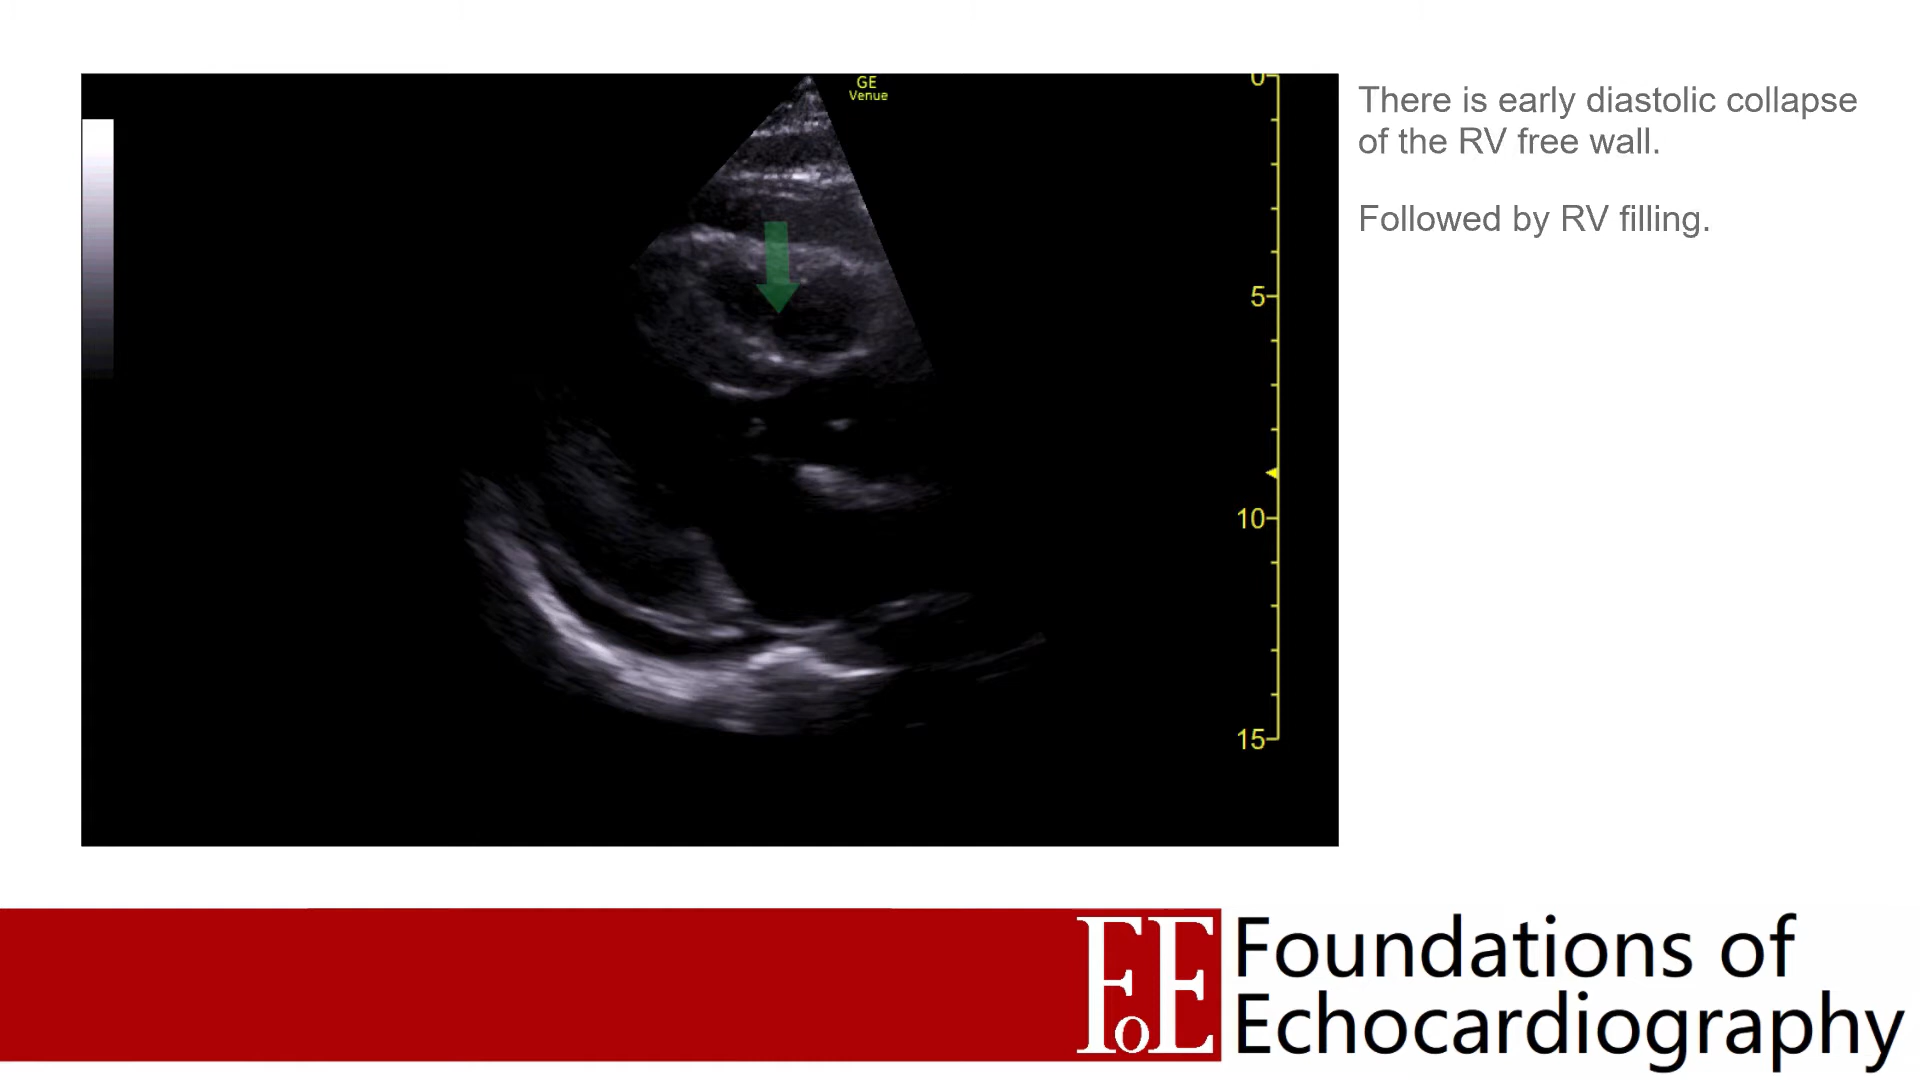 GE
Venue
0
5
10
15
There is early diastolic collapse
of the RV free wall.
Followed by RV filling.
FoE
Foundations of
Echocardiography